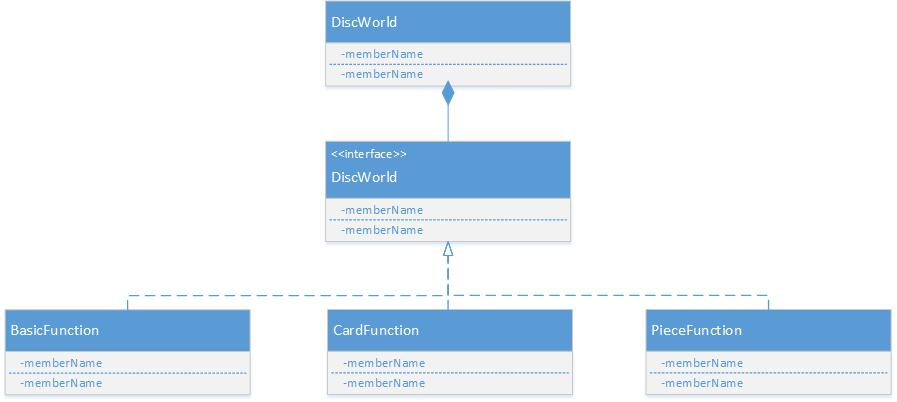 DiscWorld
-memberName
-memberName
<<interface>>
DiscWorld
-memberName
-memberName
BasicFunction
-memberName
-memberName
CardFunction
-memberName
-memberName
PieceFunction
-memberName
-memberName